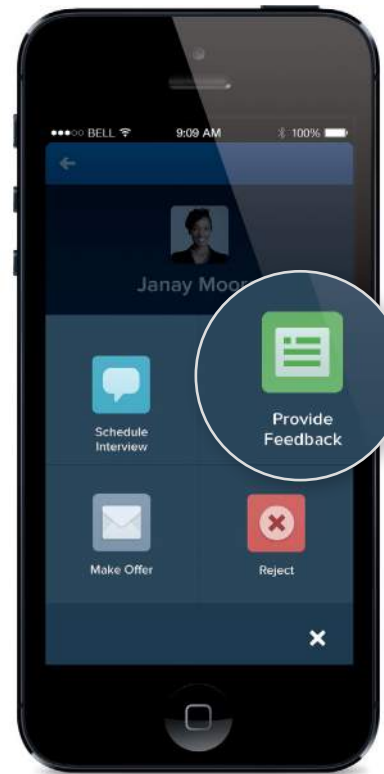 BELL 9:09 AM 100%
Janay Moor
Schedule
Interview
Provide
Feedback
Make Offer
Reject